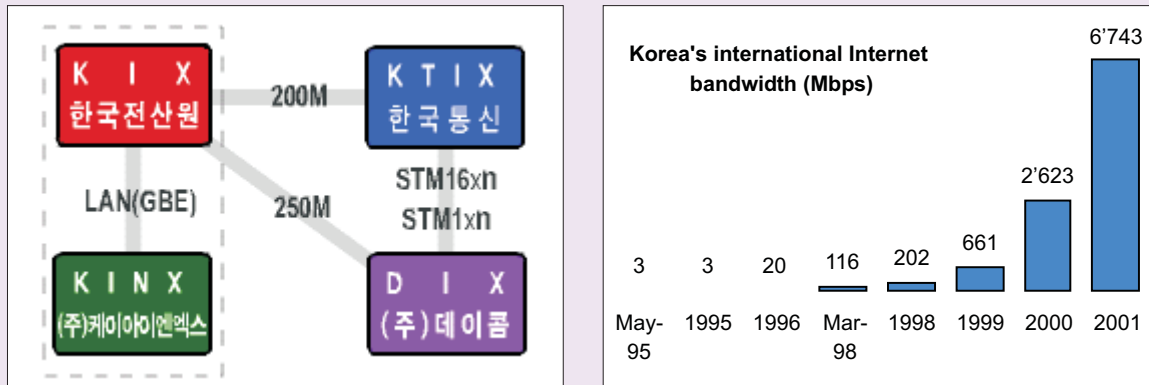 K I X
한국전산원
200M
K T I X
한국통신
LAN(GBE)
250M
STM16xn
STM1xn
K I N X
(주)케이아이엔엑스
D I X
(주)데이콤
Korea's international Internet
bandwidth (Mbps)
3
3
20
116
202
661
2'623
6'743
May-
95
1995
1996
Mar-
98
1998
1999
2000
2001